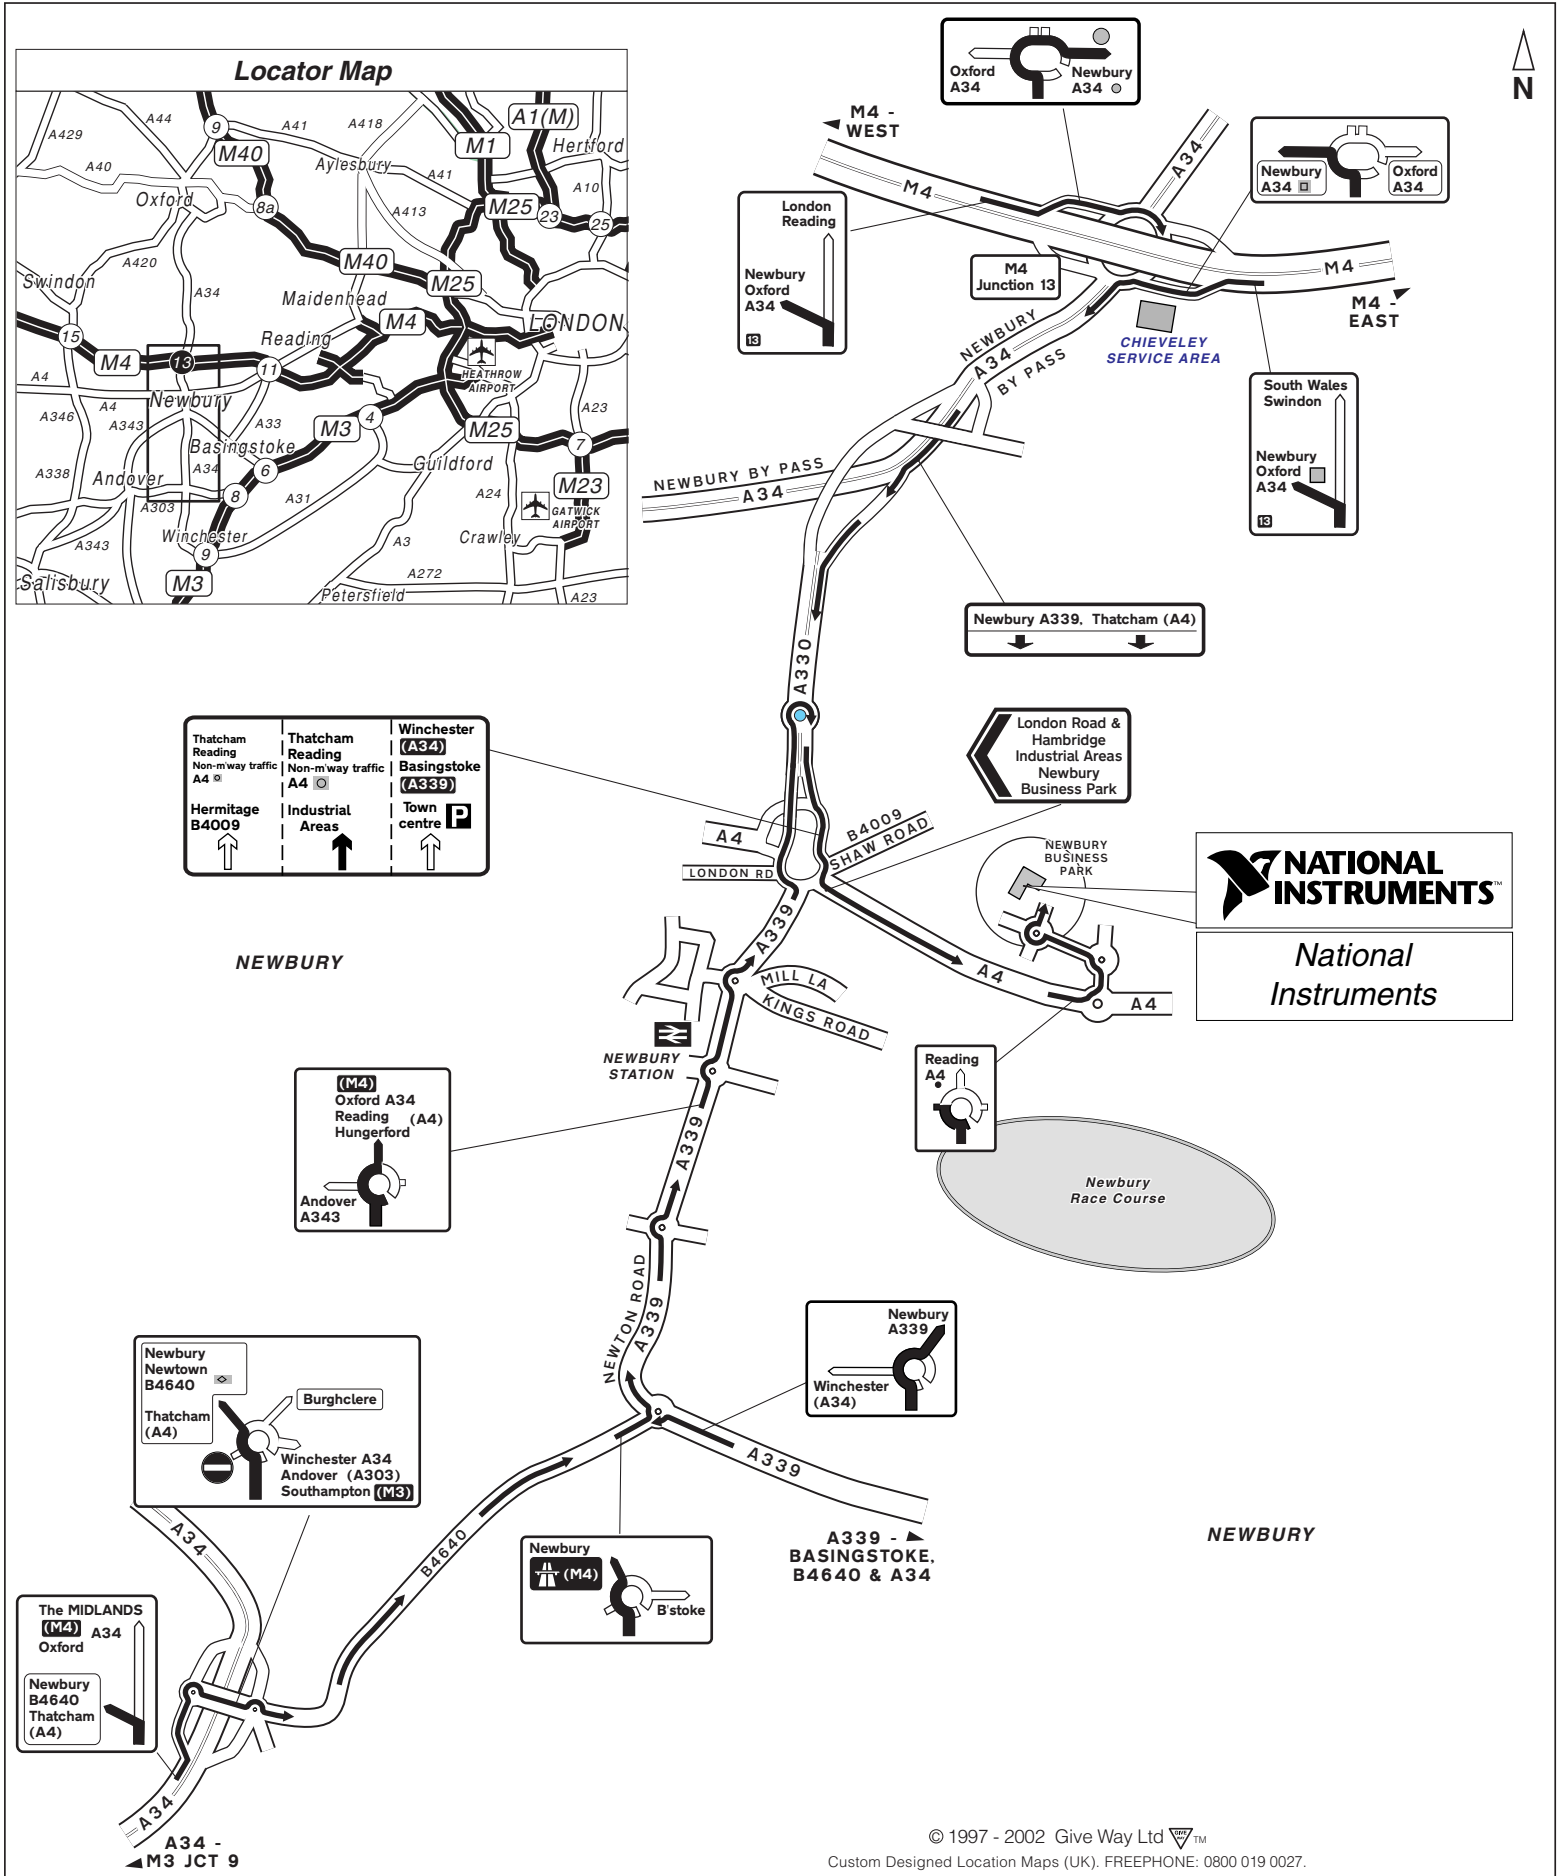 Locator Map
A429
A44
9
A41
A418
A1(M)
M1
Hertford
M40
A40
Aylesbury
A41
A10
Oxford
8a
A413
M25
23
25
A420
M40
Swindon
M25
A34
Maidenhead
M4
LONDON
15
Reading
M4
13
11
HEATHROW
AIRPORT
A4
A4
Newbury
A346
A343
A33
4
A23
M3
M25
Basingstoke
7
A338
Andover
A34
6
Guildford
M23
8
A31
A24
A303
GATWICK
AIRPORT
Winchester
A343
9
A3
Crawley
Salisbury
M3
A272
Petersfield
A23
Oxford
A34
Newbury
A34
N
M4 -
WEST
A34
Newbury
A34
Oxford
A34
M4
London
Reading
Newbury
Oxford
A34
13
M4
Junction 13
M4
M4 -
EAST
CHIEVELEY
SERVICE AREA
NEWBURY
A34
BY PASS
South Wales
Swindon
Newbury
Oxford
A34
13
NEWBURY BY PASS
A34
Newbury A339, Thatcham (A4)
A330
Thatcham
Reading
Non-m'way traffic
A4
Hermitage
B4009
Thatcham
Reading
Non-m'way traffic
A4
Industrial
Areas
Winchester
(A34)
Basingstoke
(A339)
Town
centre P
London Road &
Hambridge
Industrial Areas
Newbury
Business Park
A4
B4009
SHAW ROAD
LONDON RD
NEWBURY
BUSINESS
PARK
NATIONAL
INSTRUMENTS™
National
Instruments
A339
NEWBURY
MILL LA
KINGS ROAD
A4
A4
NEWBURY
STATION
Reading
A4
(M4)
Oxford A34
Reading (A4)
Hungerford
Andover
A343
A339
Newbury
Race Course
NEWTON ROAD
A339
Newbury
A339
Winchester
(A34)
Newbury
Newtown
B4640
Thatcham
(A4)
Burghclere
Winchester A34
Andover (A303)
Southampton (M3)
A339
A34
B4640
A339 -
BASINGSTOKE,
B4640 & A34
NEWBURY
Newbury
(M4)
B'stoke
The MIDLANDS
(M4) A34
Oxford
Newbury
B4640
Thatcham
(A4)
A34
A34 -
M3 JCT 9
© 1997 - 2002 Give Way Ltd GIVE WAY TM
Custom Designed Location Maps (UK). FREEPHONE: 0800 019 0027.